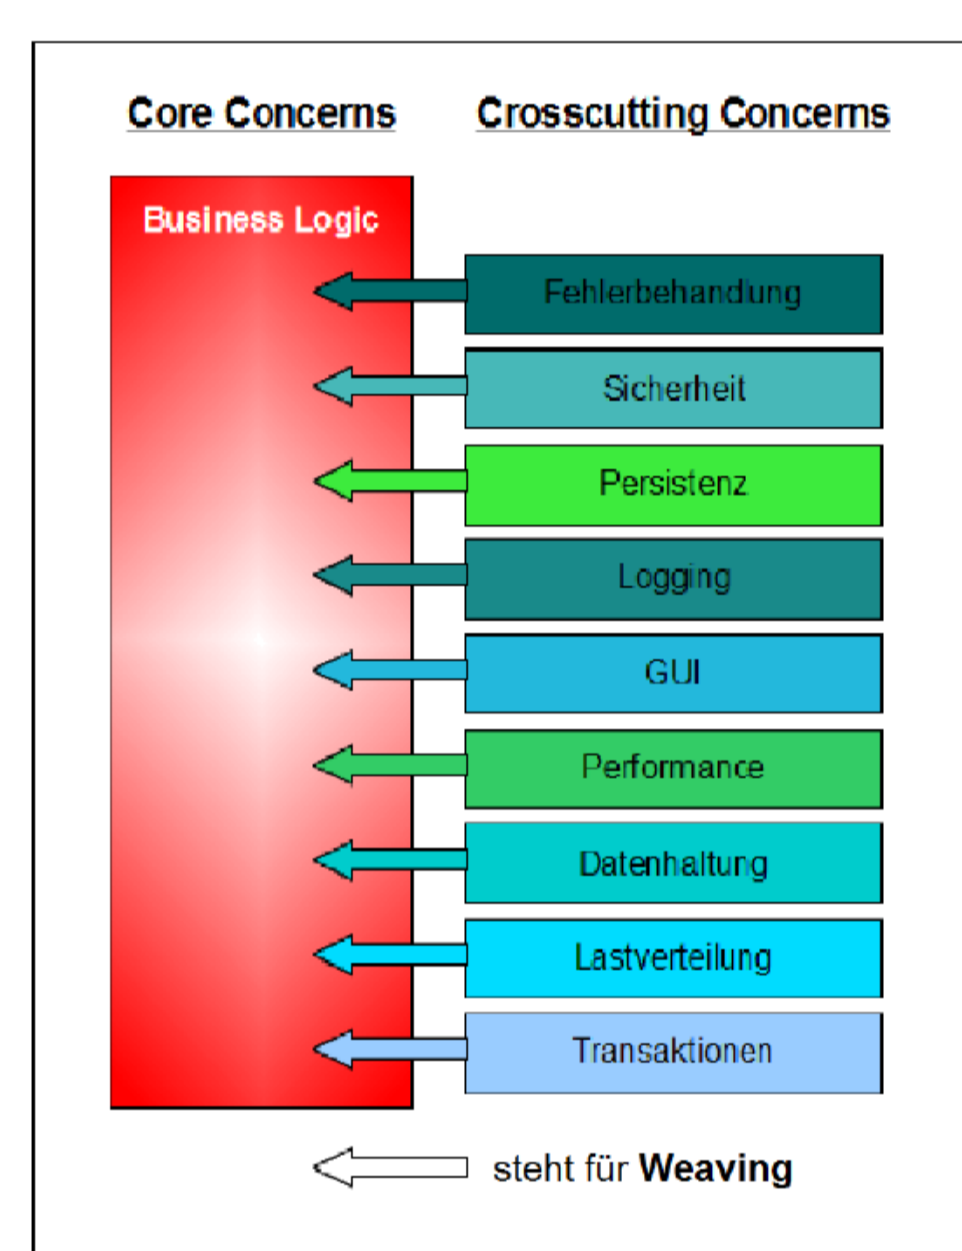 Core Concerns
Crosscutting Concerns
Business Logic
Fehlerbehandlung
Sicherheit
Persistenz
Logging
GUI
Performance
Datenhaltung
Lastverteilung
Transaktionen
steht für Weaving